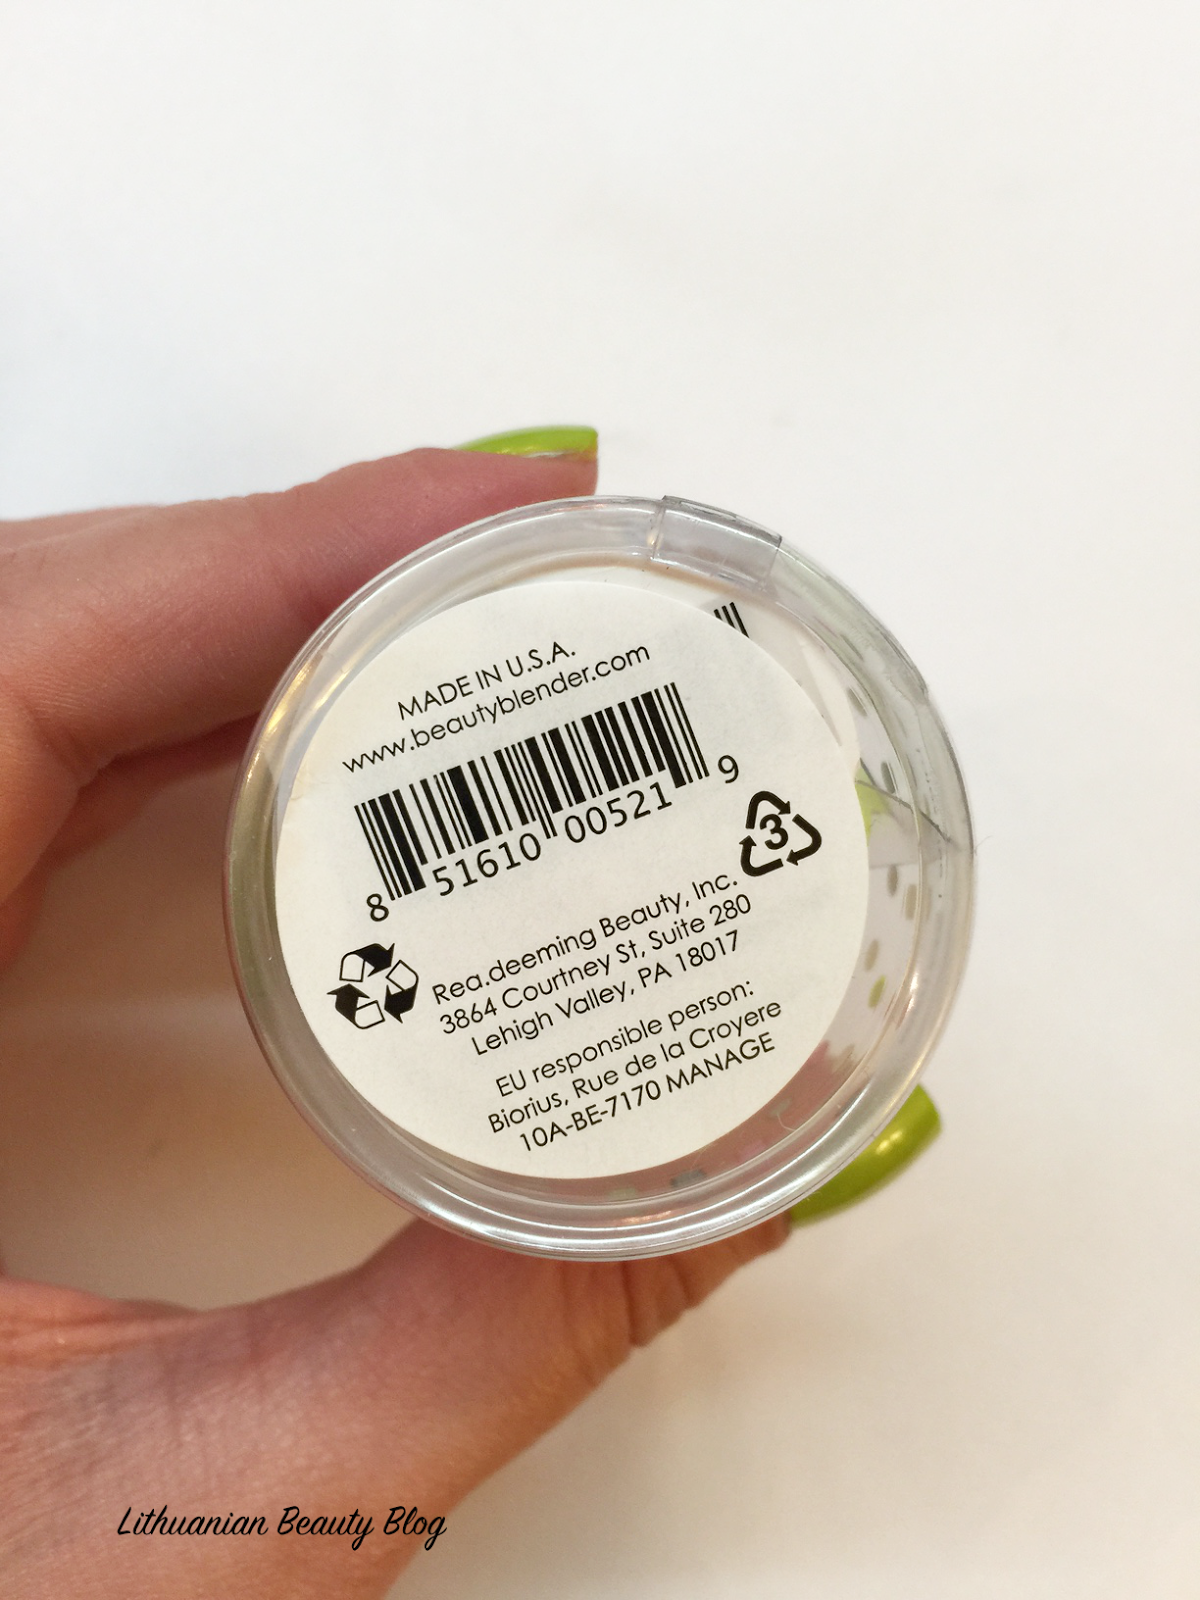 MADE IN U.S.A.
www.beautyblender.com
8 51610 00521 9
3
Rea.deeming Beauty, Inc.
3864 Courtney St, Suite 280
Lehigh Valley, PA 18017
EU responsible person:
Biorius, Rue de la Croyere
10A-BE-7170 MANAGE
Lithuanian Beauty Blog